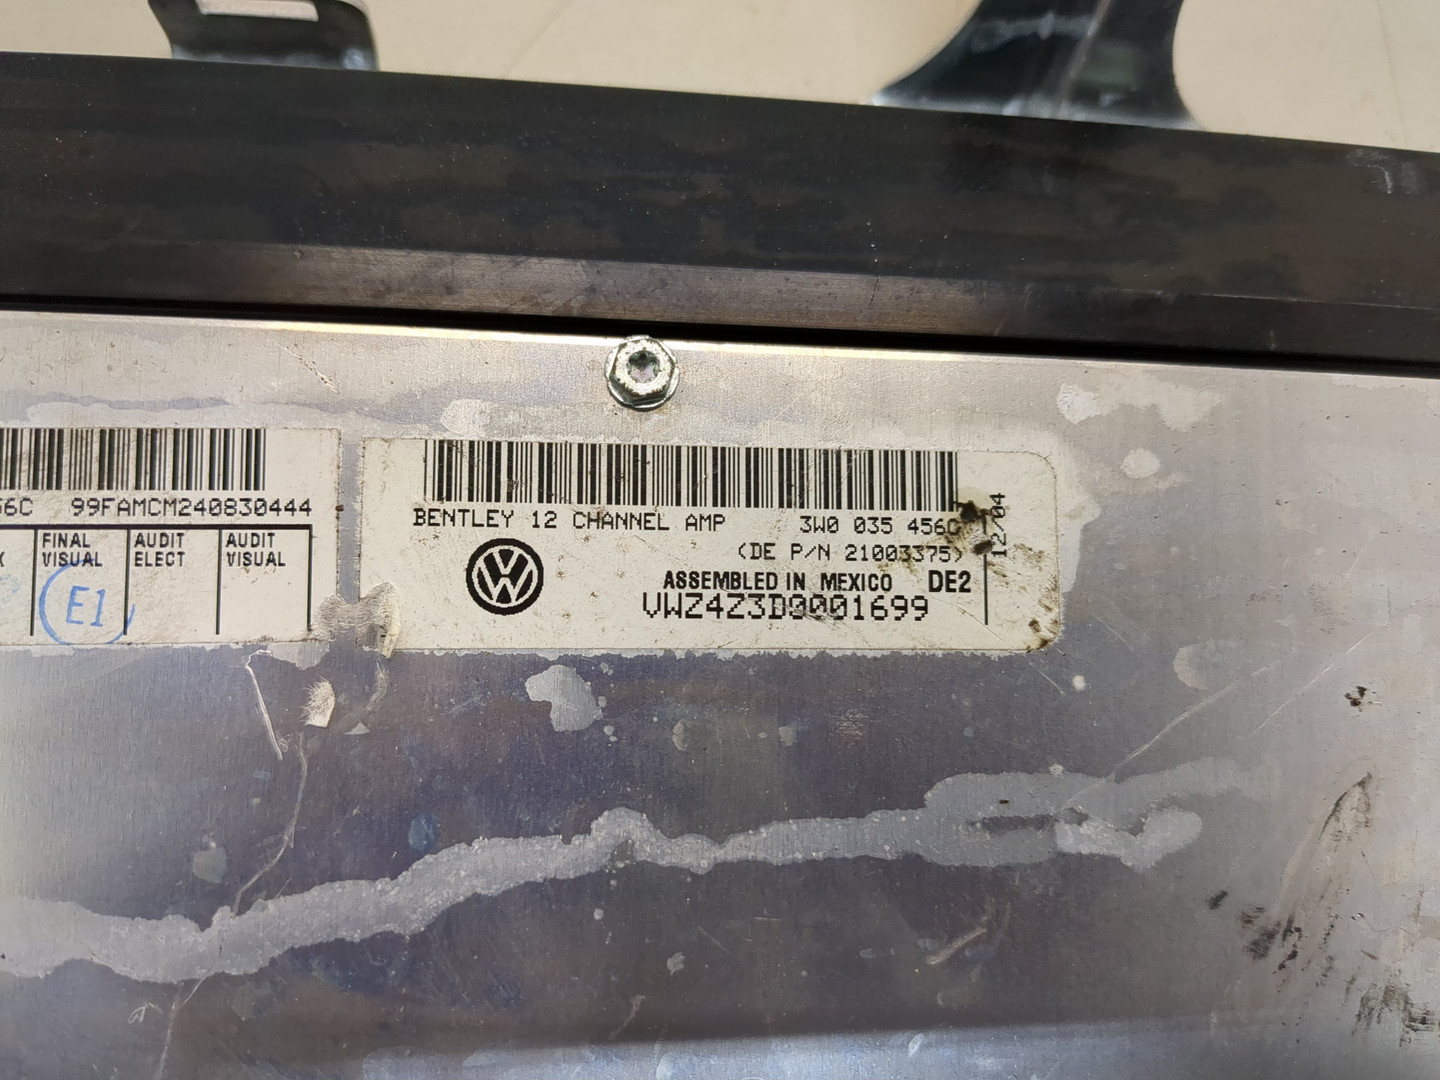 56C 99FAMCM240830444
FINAL VISUAL
AUDIT ELECT
AUDIT VISUAL
E1
BENTLEY 12 CHANNEL AMP 3W0 035 456C
(DE P/N 21003375)
ASSEMBLED IN MEXICO DE2
VWZ4Z3D0001699
12/04